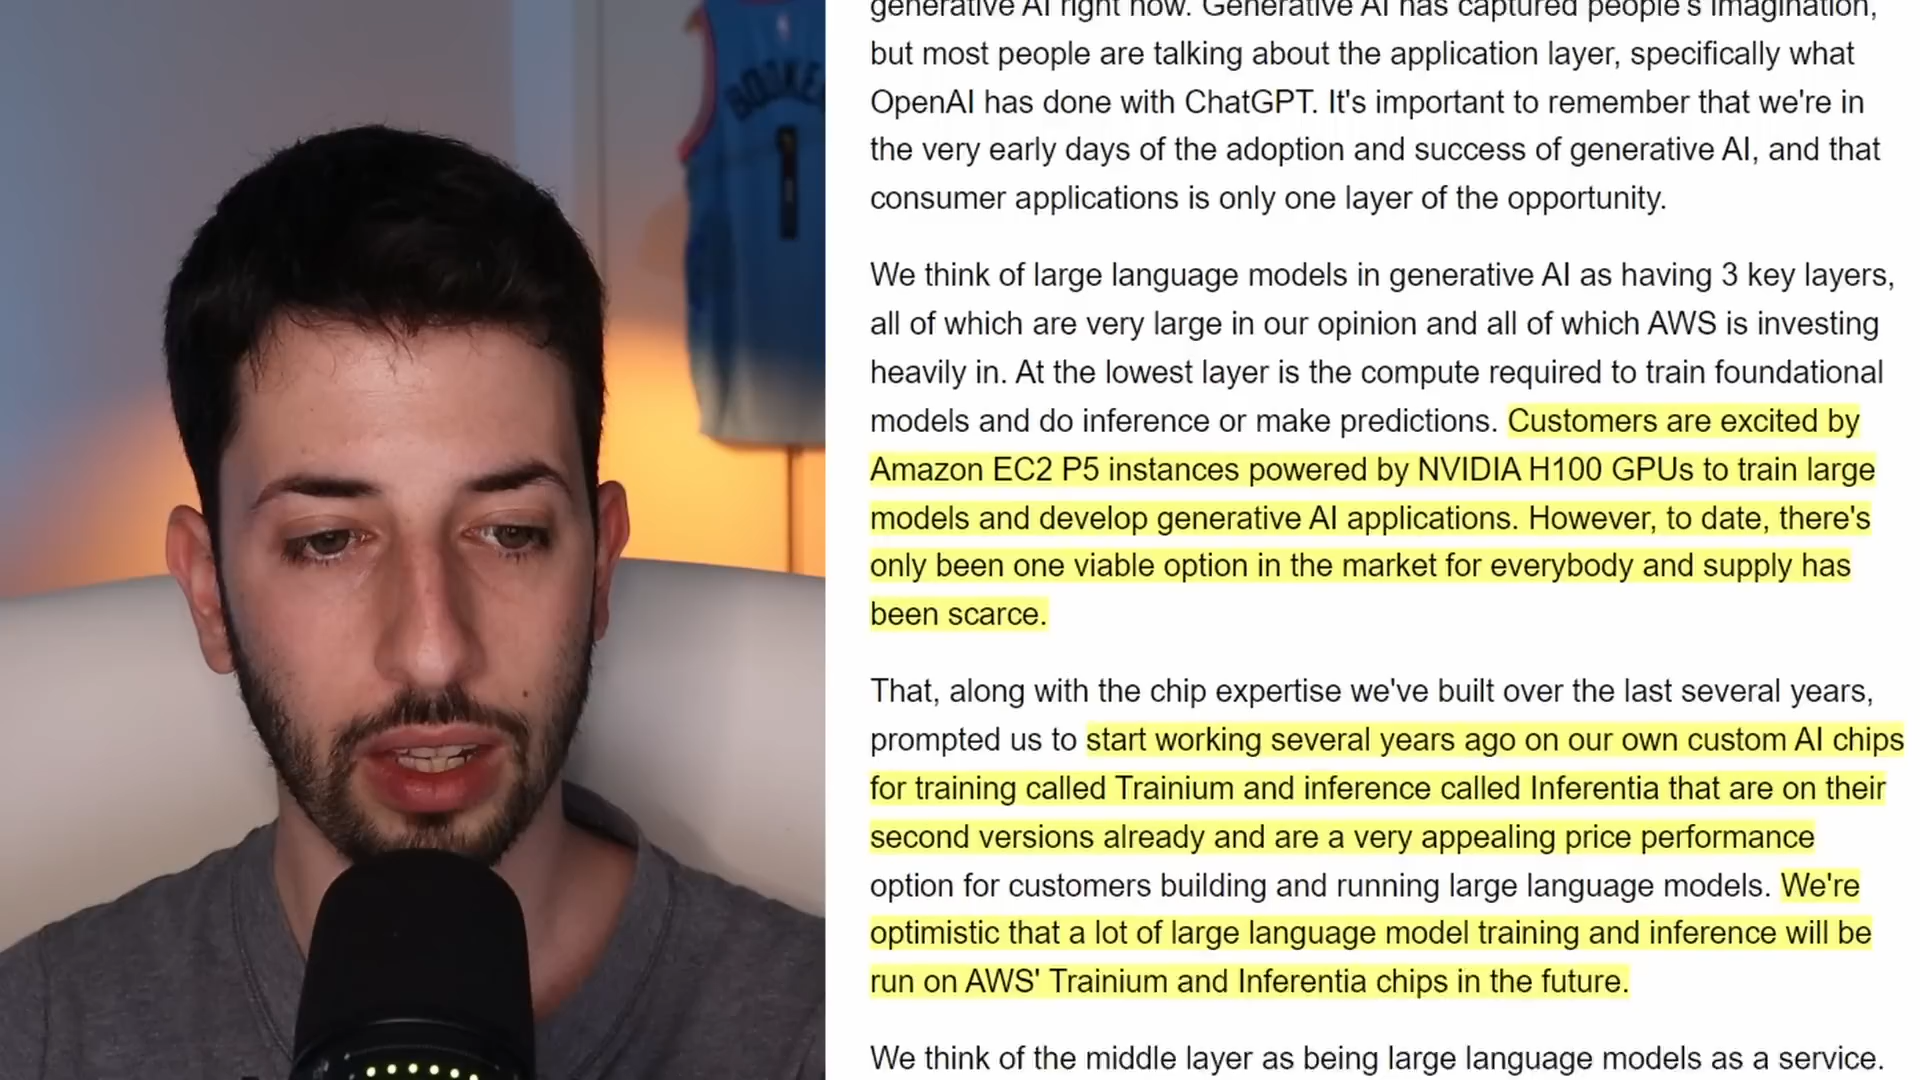 BOOKER
1
generative AI right now. Generative AI has captured people's imagination,
but most people are talking about the application layer, specifically what
OpenAI has done with ChatGPT. It's important to remember that we're in
the very early days of the adoption and success of generative AI, and that
consumer applications is only one layer of the opportunity.
We think of large language models in generative AI as having 3 key layers,
all of which are very large in our opinion and all of which AWS is investing
heavily in. At the lowest layer is the compute required to train foundational
models and do inference or make predictions. Customers are excited by
Amazon EC2 P5 instances powered by NVIDIA H100 GPUs to train large
models and develop generative AI applications. However, to date, there's
only been one viable option in the market for everybody and supply has
been scarce.
That, along with the chip expertise we've built over the last several years,
prompted us to start working several years ago on our own custom AI chips
for training called Trainium and inference called Inferentia that are on their
second versions already and are a very appealing price performance
option for customers building and running large language models. We're
optimistic that a lot of large language model training and inference will be
run on AWS' Trainium and Inferentia chips in the future.
We think of the middle layer as being large language models as a service.